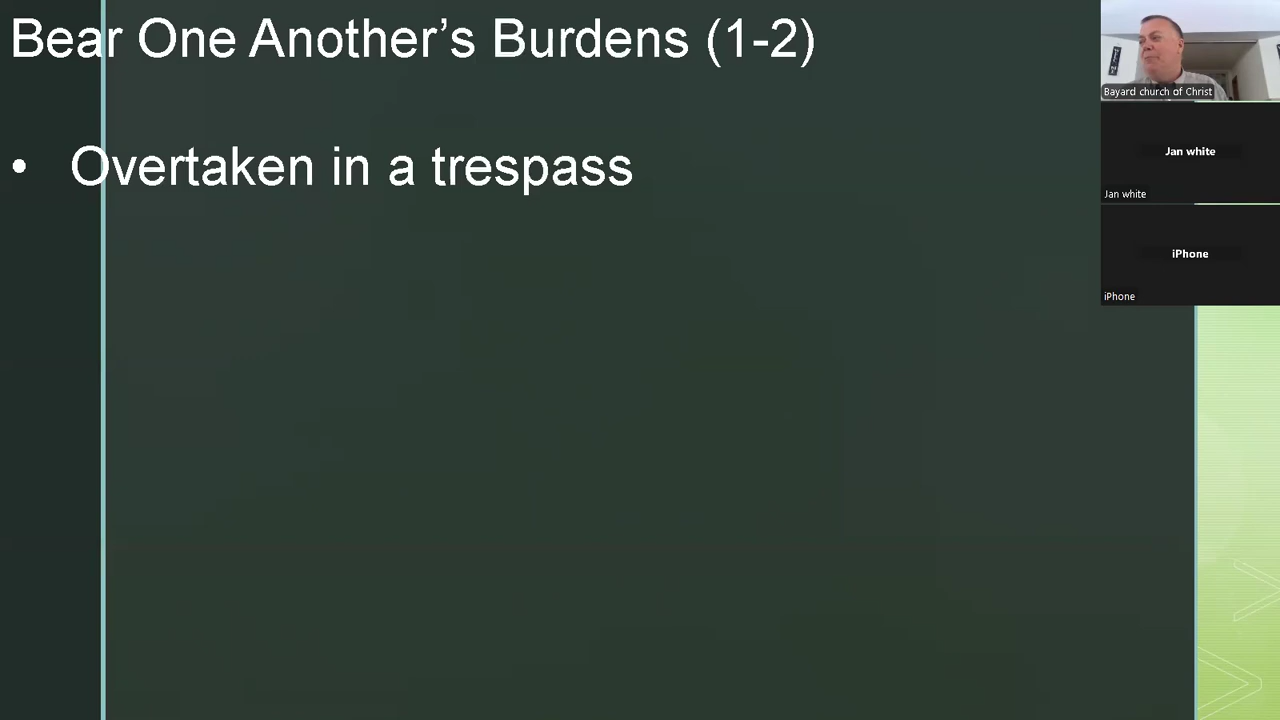 Bear One Another's Burdens (1-2)
• Overtaken in a trespass
Bayard church of Christ
Jan white
Jan white
iPhone
iPhone